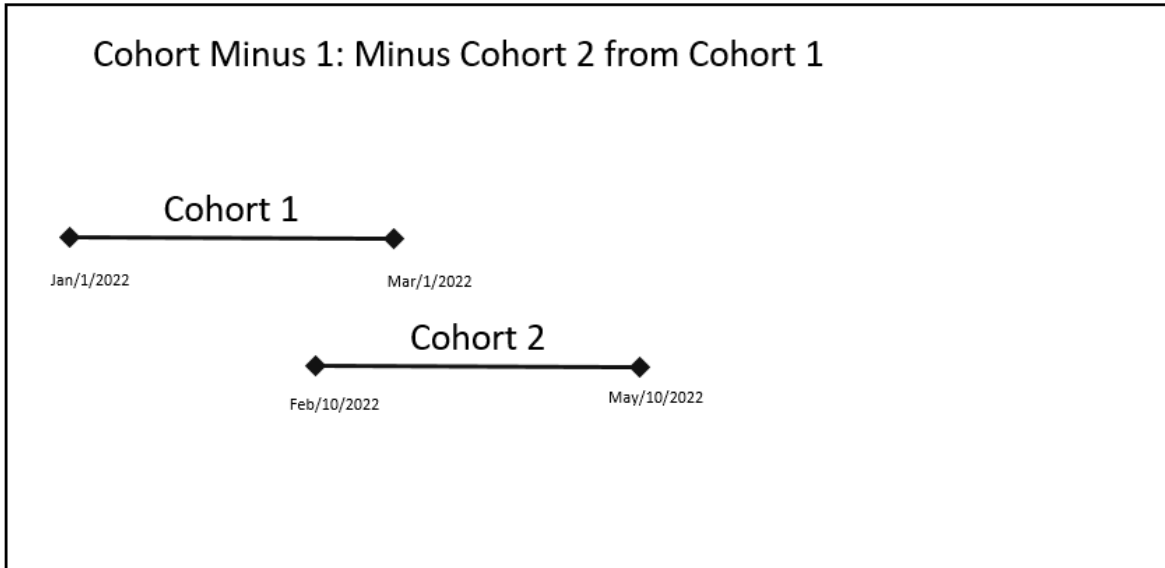 Cohort Minus 1: Minus Cohort 2 from Cohort 1
Cohort 1
Jan/1/2022
Mar/1/2022
Cohort 2
Feb/10/2022
May/10/2022